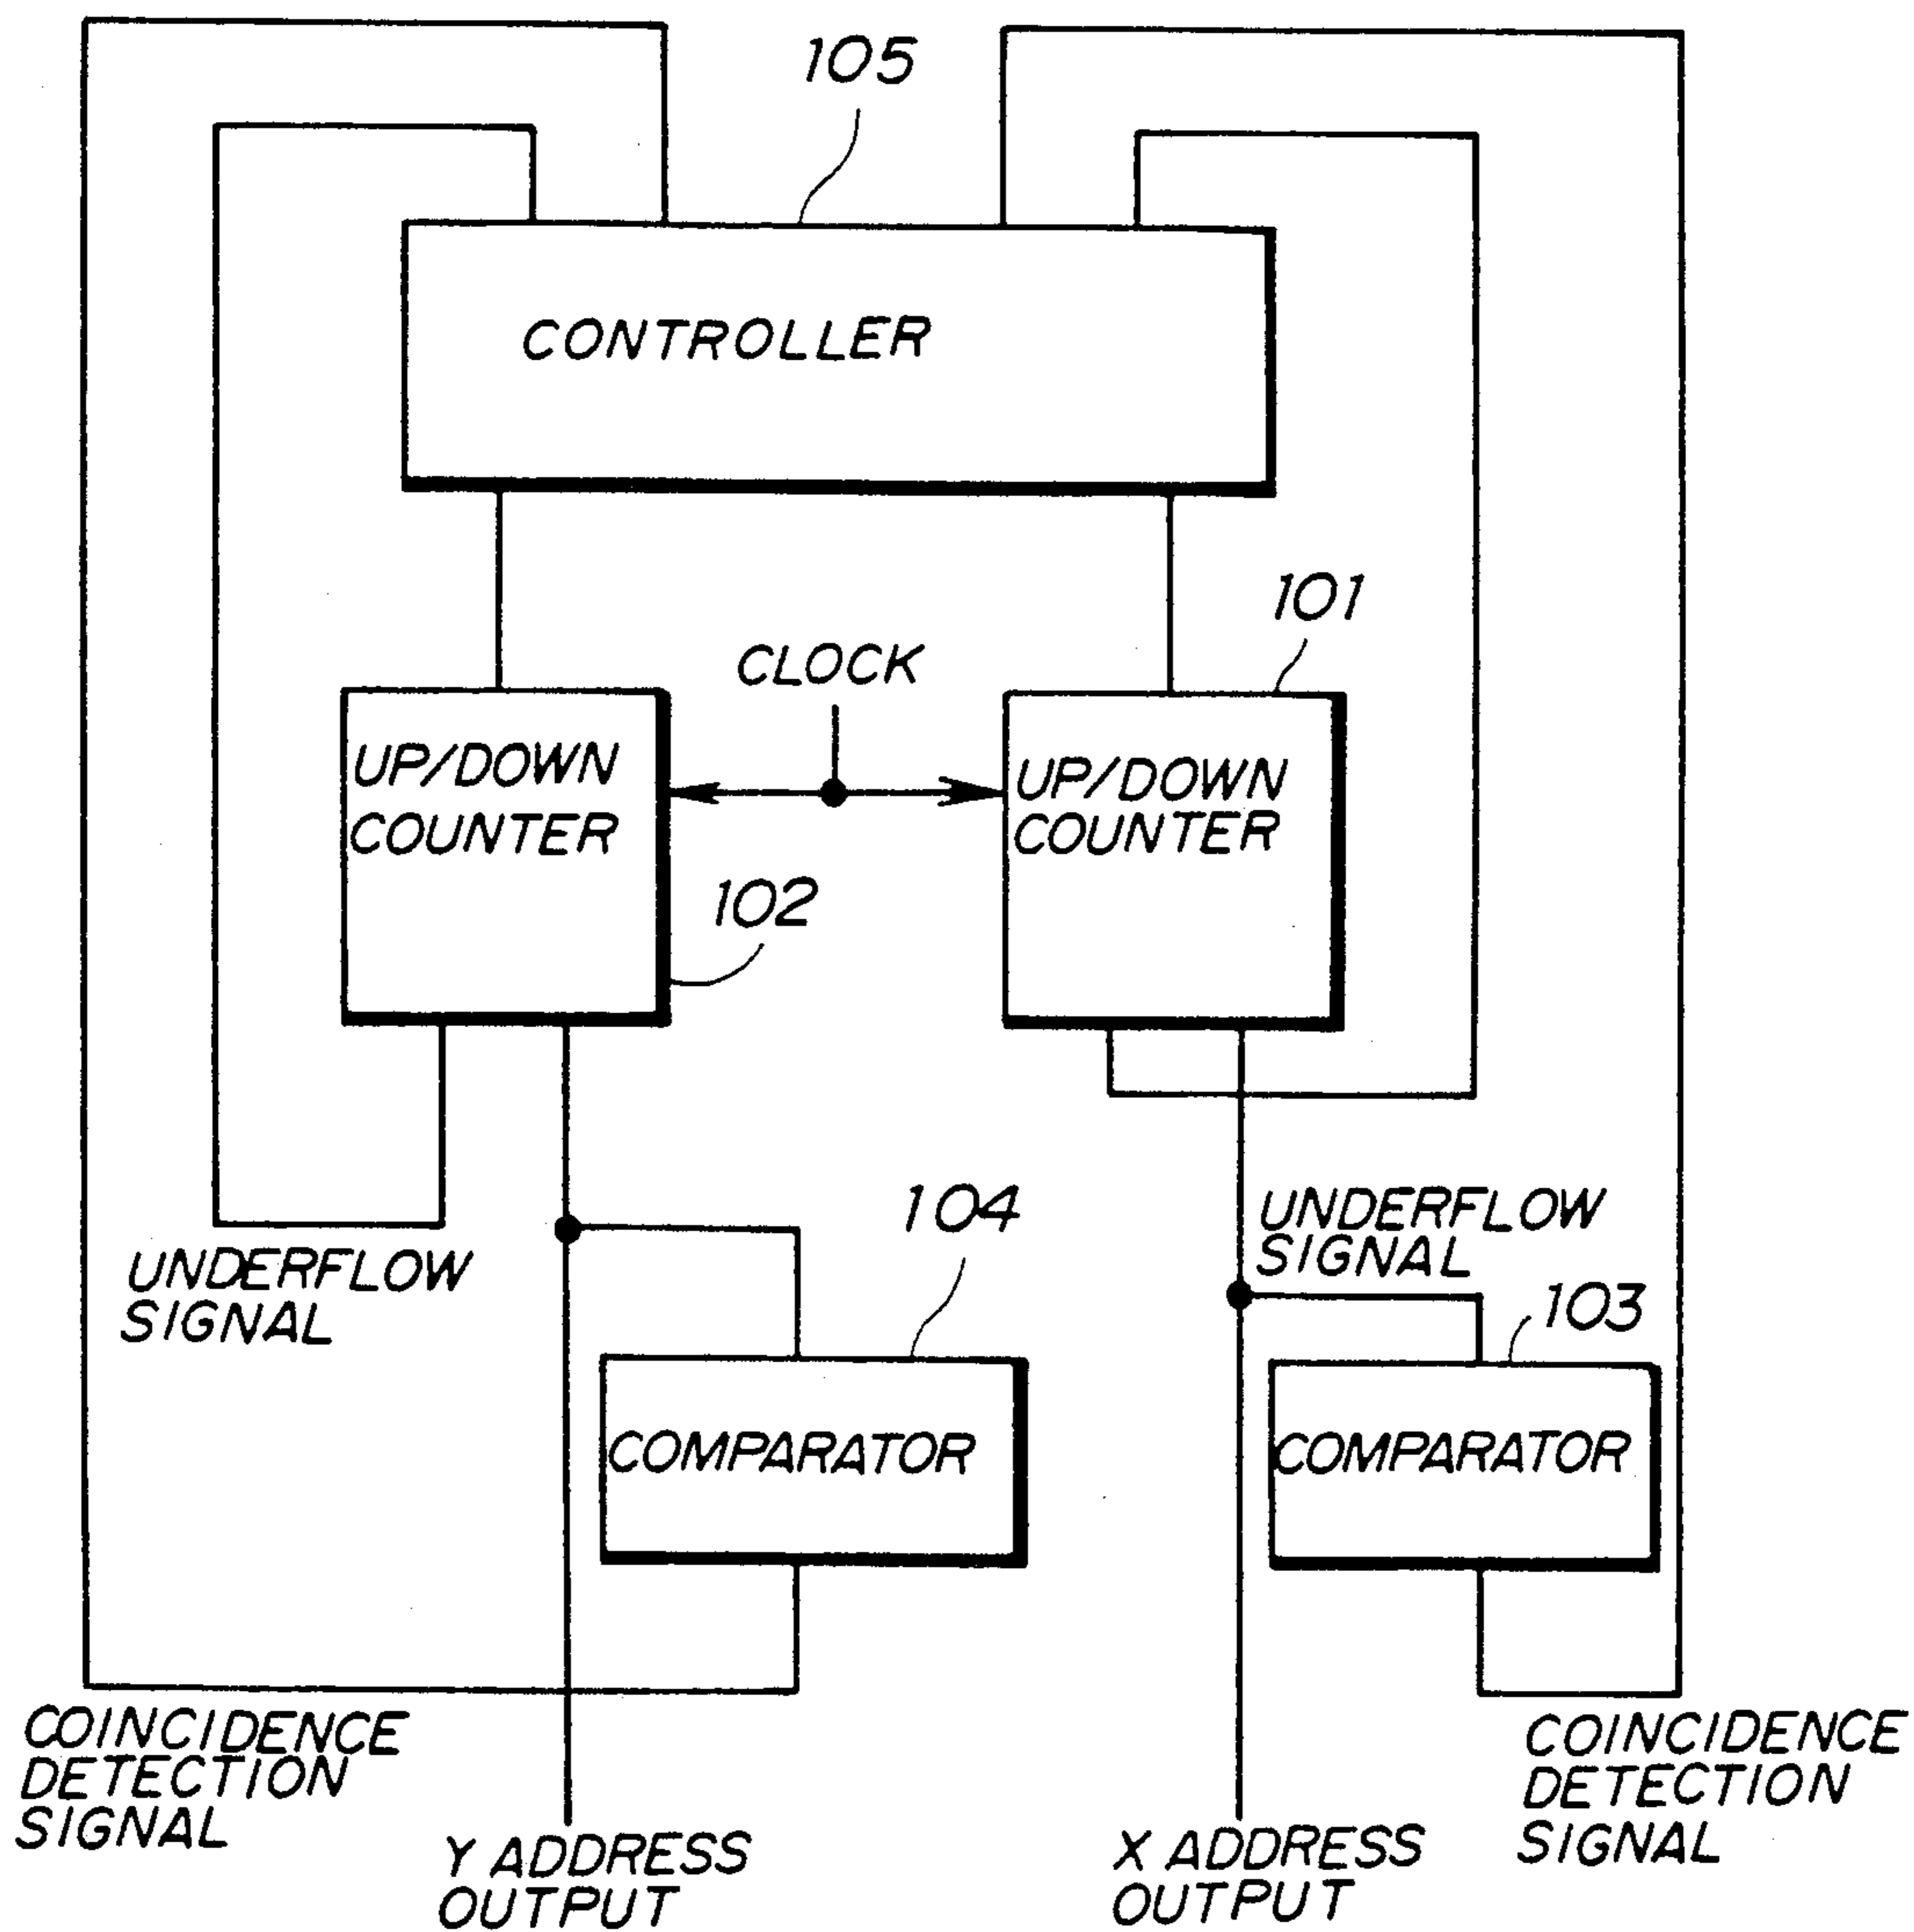 105
CONTROLLER
101
CLOCK
UP/DOWN
COUNTER
UP/DOWN
COUNTER
102
104
UNDERFLOW
SIGNAL
UNDERFLOW
SIGNAL
103
COMPARATOR
COMPARATOR
COINCIDENCE
DETECTION
SIGNAL
COINCIDENCE
DETECTION
SIGNAL
Y ADDRESS
OUTPUT
X ADDRESS
OUTPUT